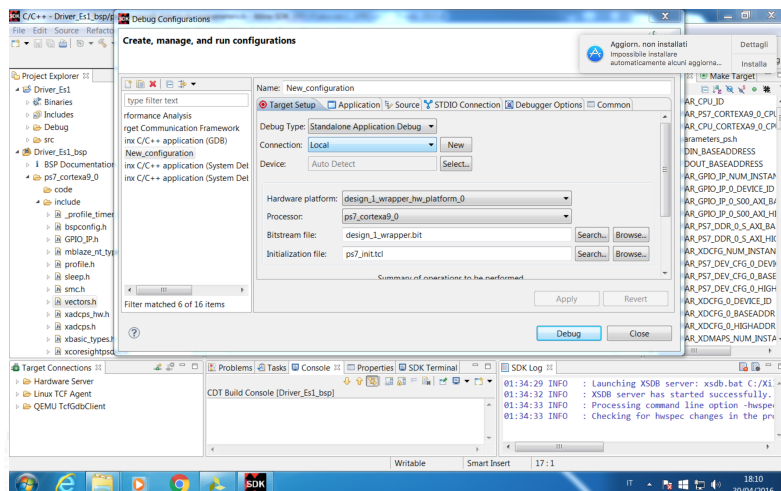 C/C++ - Driver_Es1_bsp/p
Debug Configurations
File Edit Source Refacto
Create, manage, and run configurations
Aggiorn. non installati
Impossibile installare
automaticamente alcuni aggiorna...
Dettagli
Installa
Project Explorer
Make Target
Driver_Es1
Binaries
Includes
Debug
src
Driver_Es1_bsp
BSP Documentation
ps7_cortexa9_0
code
include
_profile_timer
bspconfig.h
GPIO_IP.h
mblaze_nt_typ
profile.h
sleep.h
smc.h
vectors.h
xadcps_hw.h
xadcps.h
xbasic_types.h
xcoresightpsd
type filter text
rformance Analysis
rget Communication Framework
inx C/C++ application (GDB)
New_configuration
inx C/C++ application (System Deb
inx C/C++ application (System Deb
Filter matched 6 of 16 items
Name: New_configuration
Target Setup Application Source STDIO Connection Debugger Options Common
Debug Type: Standalone Application Debug
Connection: Local New
Device: Auto Detect Select...
Hardware platform: design_1_wrapper_hw_platform_0
Processor: ps7_cortexa9_0
Bitstream file: design_1_wrapper.bit Search... Browse...
Initialization file: ps7_init.tcl Search... Browse...
Summary of operations to be performed
Apply Revert
Debug Close
AR_CPU_ID
AR_PS7_CORTEXA9_0_CPU
AR_CPU_CORTEXA9_0_CPU
arameters_ps.h
DIN_BASEADDRESS
DOUT_BASEADDRESS
AR_GPIO_IP_NUM_INSTAN
AR_GPIO_IP_0_DEVICE_ID
AR_GPIO_IP_0_S00_AXI_BA
AR_GPIO_IP_0_S00_AXI_HI
AR_PS7_DDR_0_S_AXI_BA
AR_PS7_DDR_0_S_AXI_HI
AR_XDCFG_NUM_INSTAN
AR_PS7_DEV_CFG_0_DEVI
AR_PS7_DEV_CFG_0_BASE
AR_PS7_DEV_CFG_0_HIGH
AR_XDCFG_0_DEVICE_ID
AR_XDCFG_0_BASEADDR
AR_XDCFG_0_HIGHADDR
AR_XDMAPS_NUM_INSTA
Target Connections
Hardware Server
Linux TCF Agent
QEMU TcfGdbClient
Problems Tasks Console Properties SDK Terminal
CDT Build Console [Driver_Es1_bsp]
SDK Log
01:34:29 INFO : Launching XSDB server: xsdb.bat C:/Xi
01:34:32 INFO : XSDB server has started successfully.
01:34:33 INFO : Processing command line option -hwspe
01:34:33 INFO : Checking for hwspec changes in the pro
Writable Smart Insert 17 : 1
SDK
IT
18:10
30/04/2016